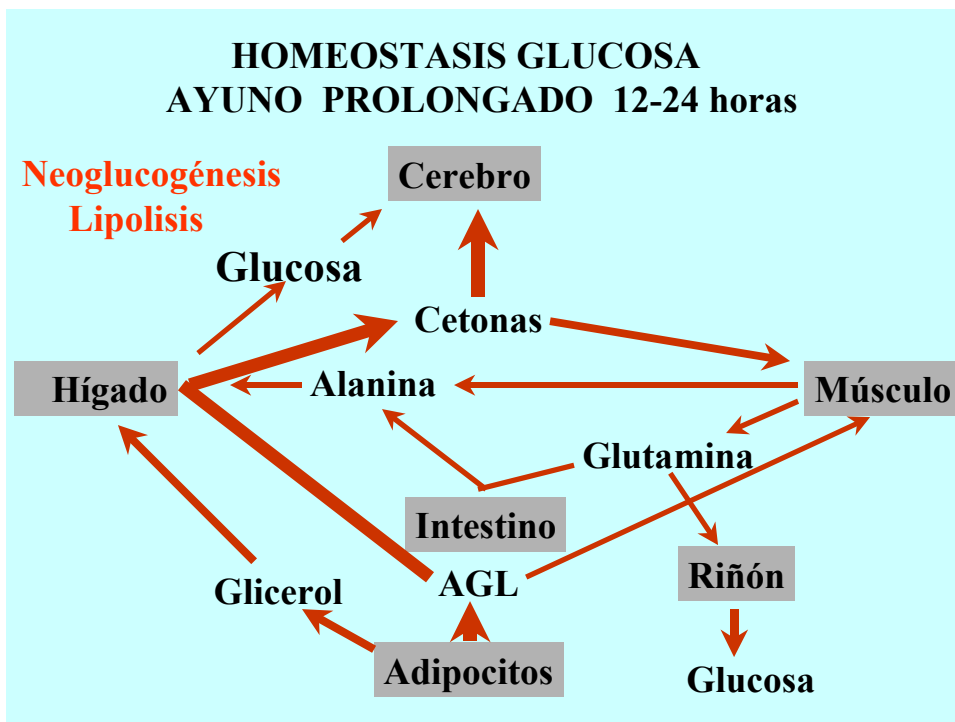 HOMEOSTASIS GLUCOSA
AYUNO PROLONGADO 12-24 horas
Neoglucogénesis
Lipolisis
Cerebro
Glucosa
Cetonas
Hígado
Alanina
Músculo
Glutamina
Intestino
Riñón
Glicerol
AGL
Adipocitos
Glucosa